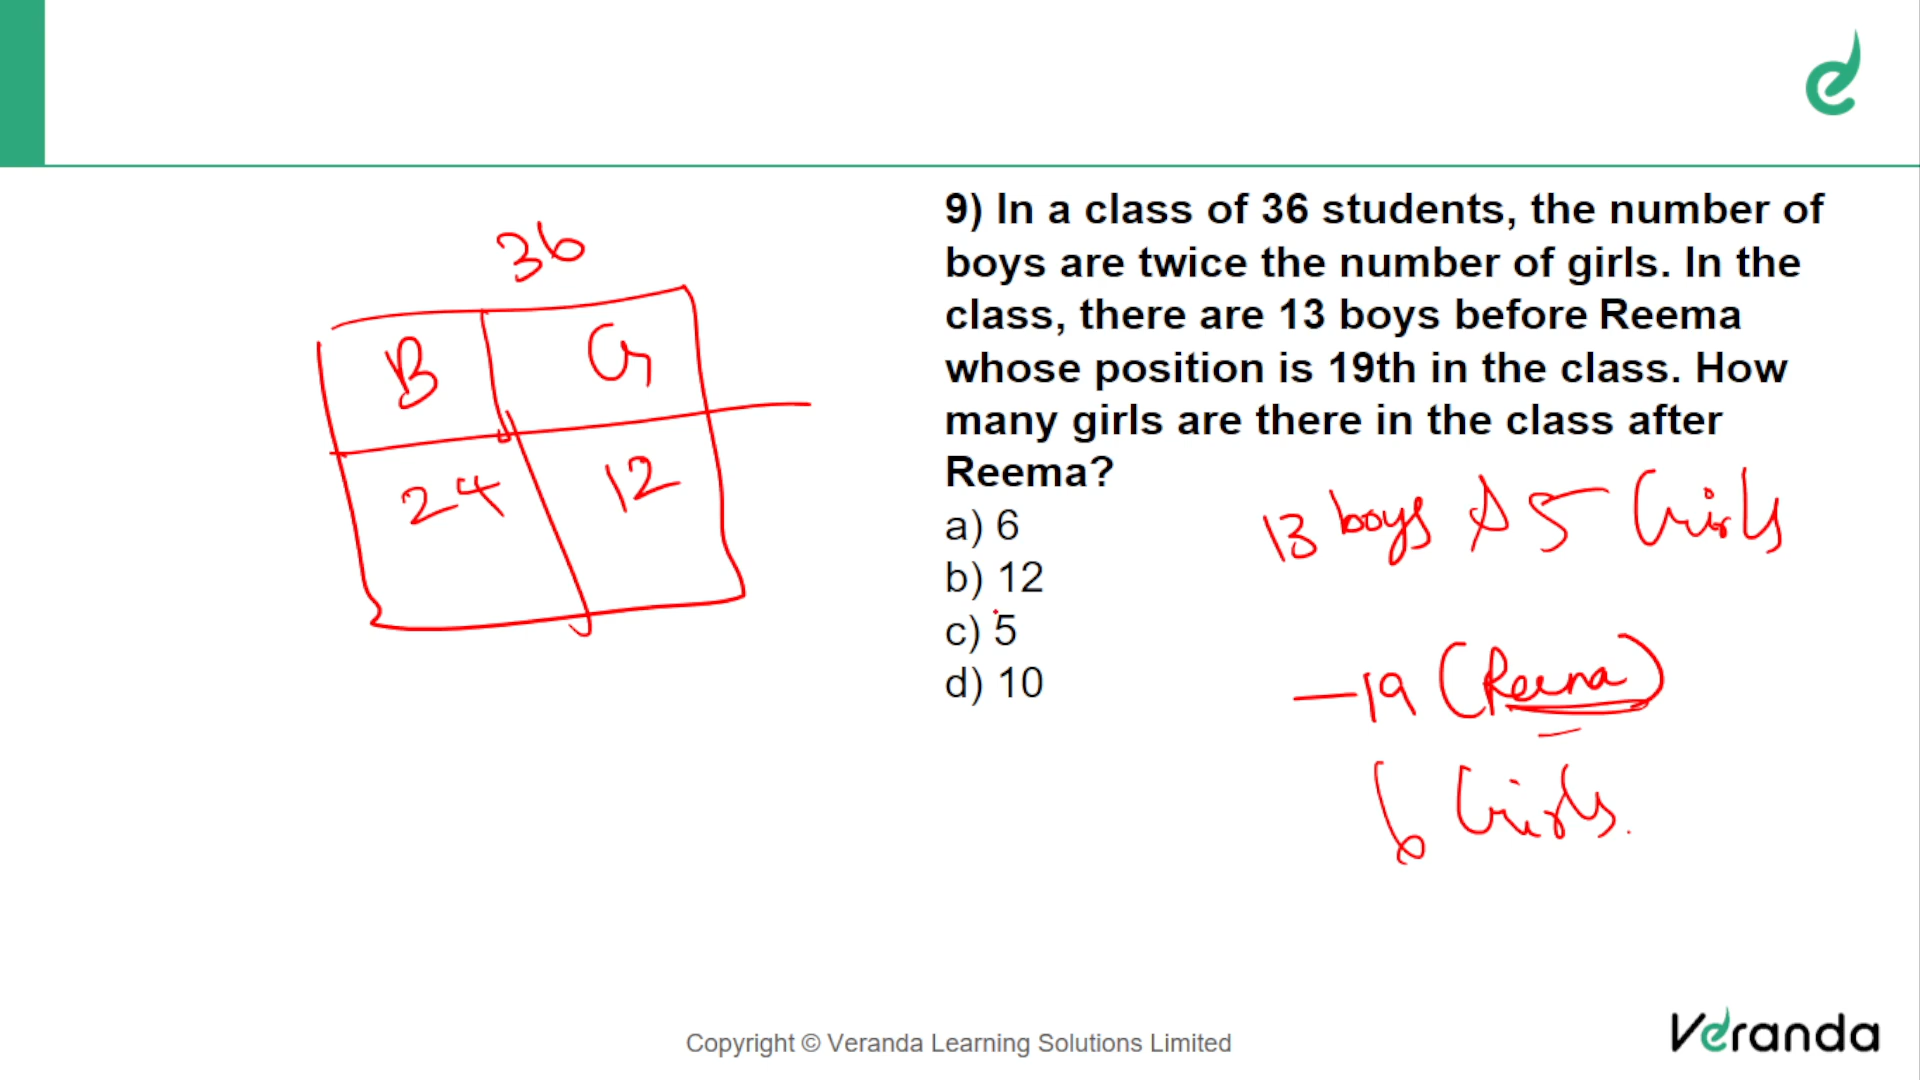 36
B G
24 12
9) In a class of 36 students, the number of
boys are twice the number of girls. In the
class, there are 13 boys before Reema
whose position is 19th in the class. How
many girls are there in the class after
Reema?
a) 6
b) 12
c) 5
d) 10
13 boys & 5 Girls
—19 (Reema)
6 Girls.
Copyright © Veranda Learning Solutions Limited
Veranda